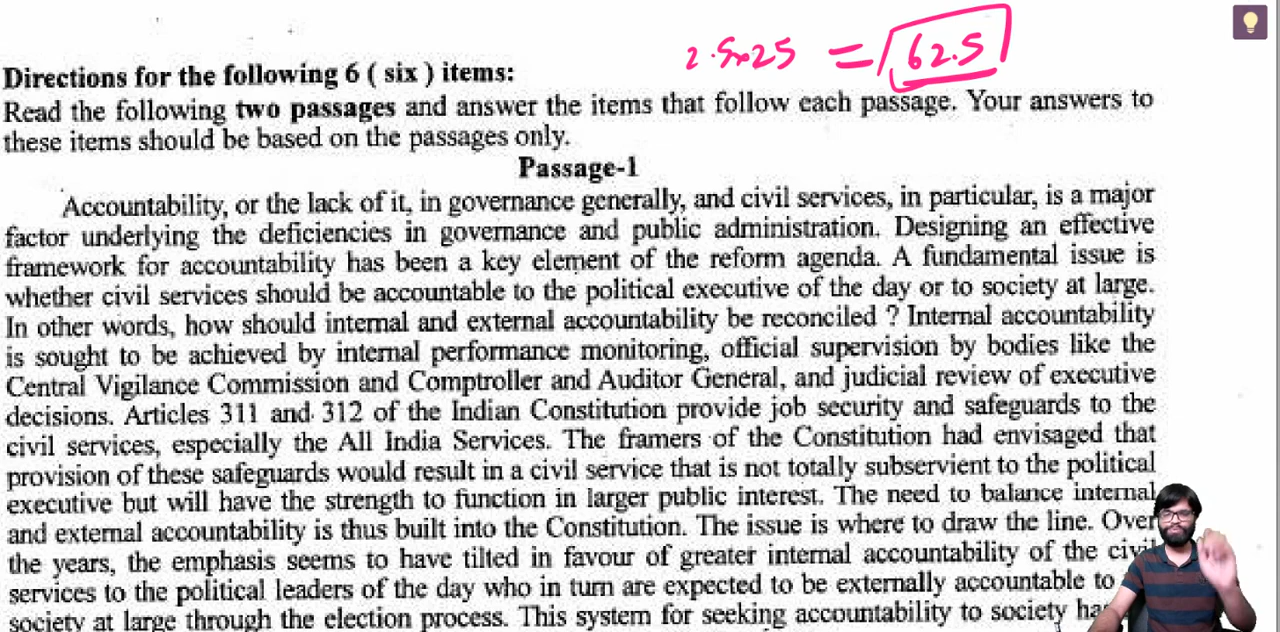 2.5x25 = 62.5
Directions for the following 6 ( six ) items:
Read the following two passages and answer the items that follow each passage. Your answers to
these items should be based on the passages only.
Passage-1
Accountability, or the lack of it, in governance generally, and civil services, in particular, is a major
factor underlying the deficiencies in governance and public administration. Designing an effective
framework for accountability has been a key element of the reform agenda. A fundamental issue is
whether civil services should be accountable to the political executive of the day or to society at large.
In other words, how should internal and external accountability be reconciled ? Internal accountability
is sought to be achieved by internal performance monitoring, official supervision by bodies like the
Central Vigilance Commission and Comptroller and Auditor General, and judicial review of executive
decisions. Articles 311 and 312 of the Indian Constitution provide job security and safeguards to the
civil services, especially the All India Services. The framers of the Constitution had envisaged that
provision of these safeguards would result in a civil service that is not totally subservient to the political
executive but will have the strength to function in larger public interest. The need to balance internal
and external accountability is thus built into the Constitution. The issue is where to draw the line. Over
the years, the emphasis seems to have tilted in favour of greater internal accountability of the
services to the political leaders of the day who in turn are expected to be externally accountable to
society at large through the election process. This system for seeking accountability to society